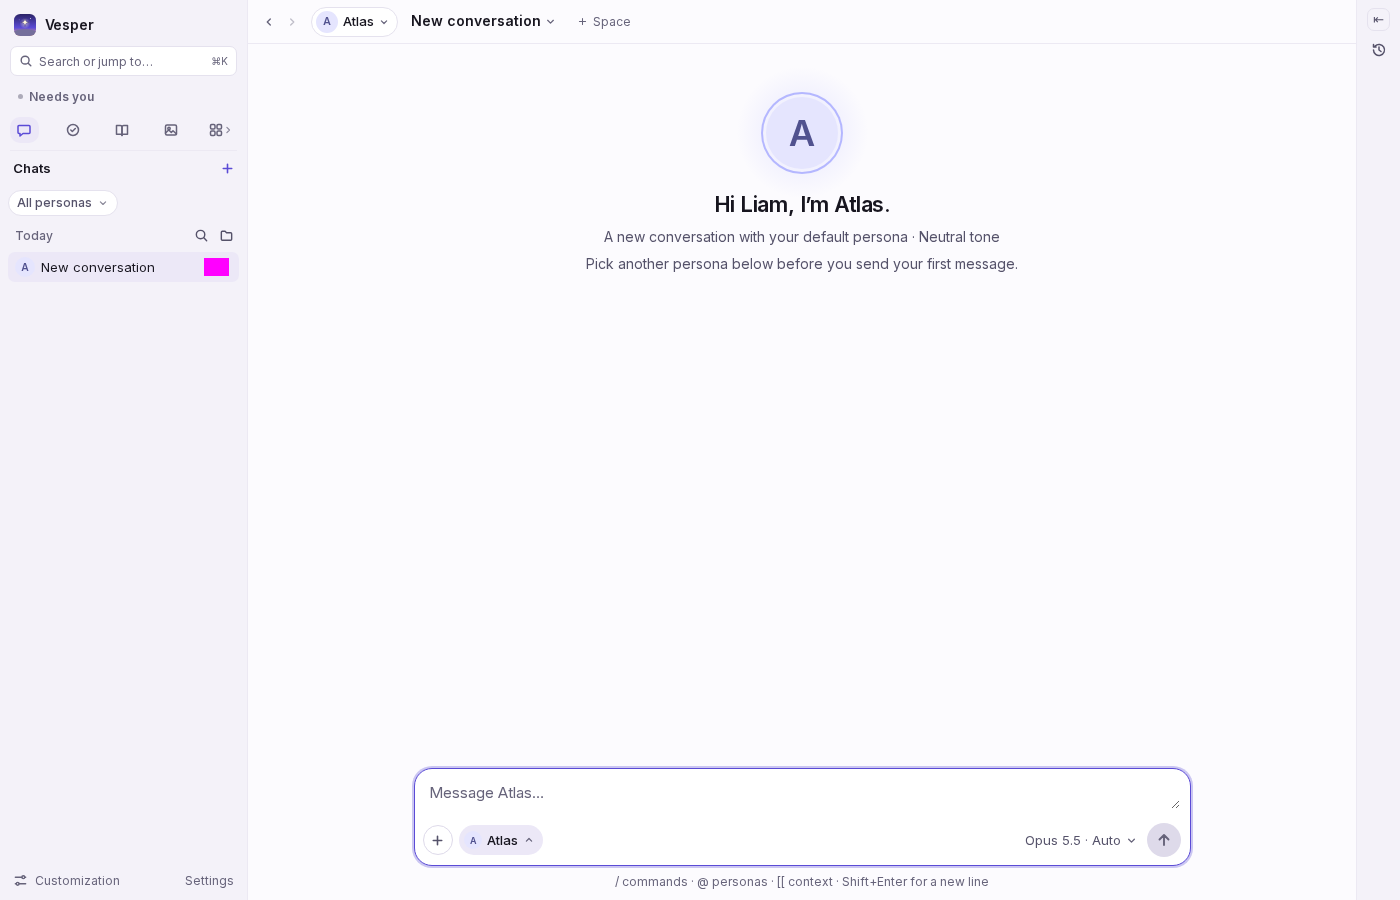 Vesper
Search or jump to…
⌘K
Needs you
Chats
All personas
Today
A New conversation
A Atlas
New conversation
Space
A
Hi Liam, I’m Atlas.
A new conversation with your default persona · Neutral tone
Pick another persona below before you send your first message.
Message Atlas...
A Atlas
Opus 5.5 · Auto
/ commands · @ personas · [[ context · Shift+Enter for a new line
Customization
Settings